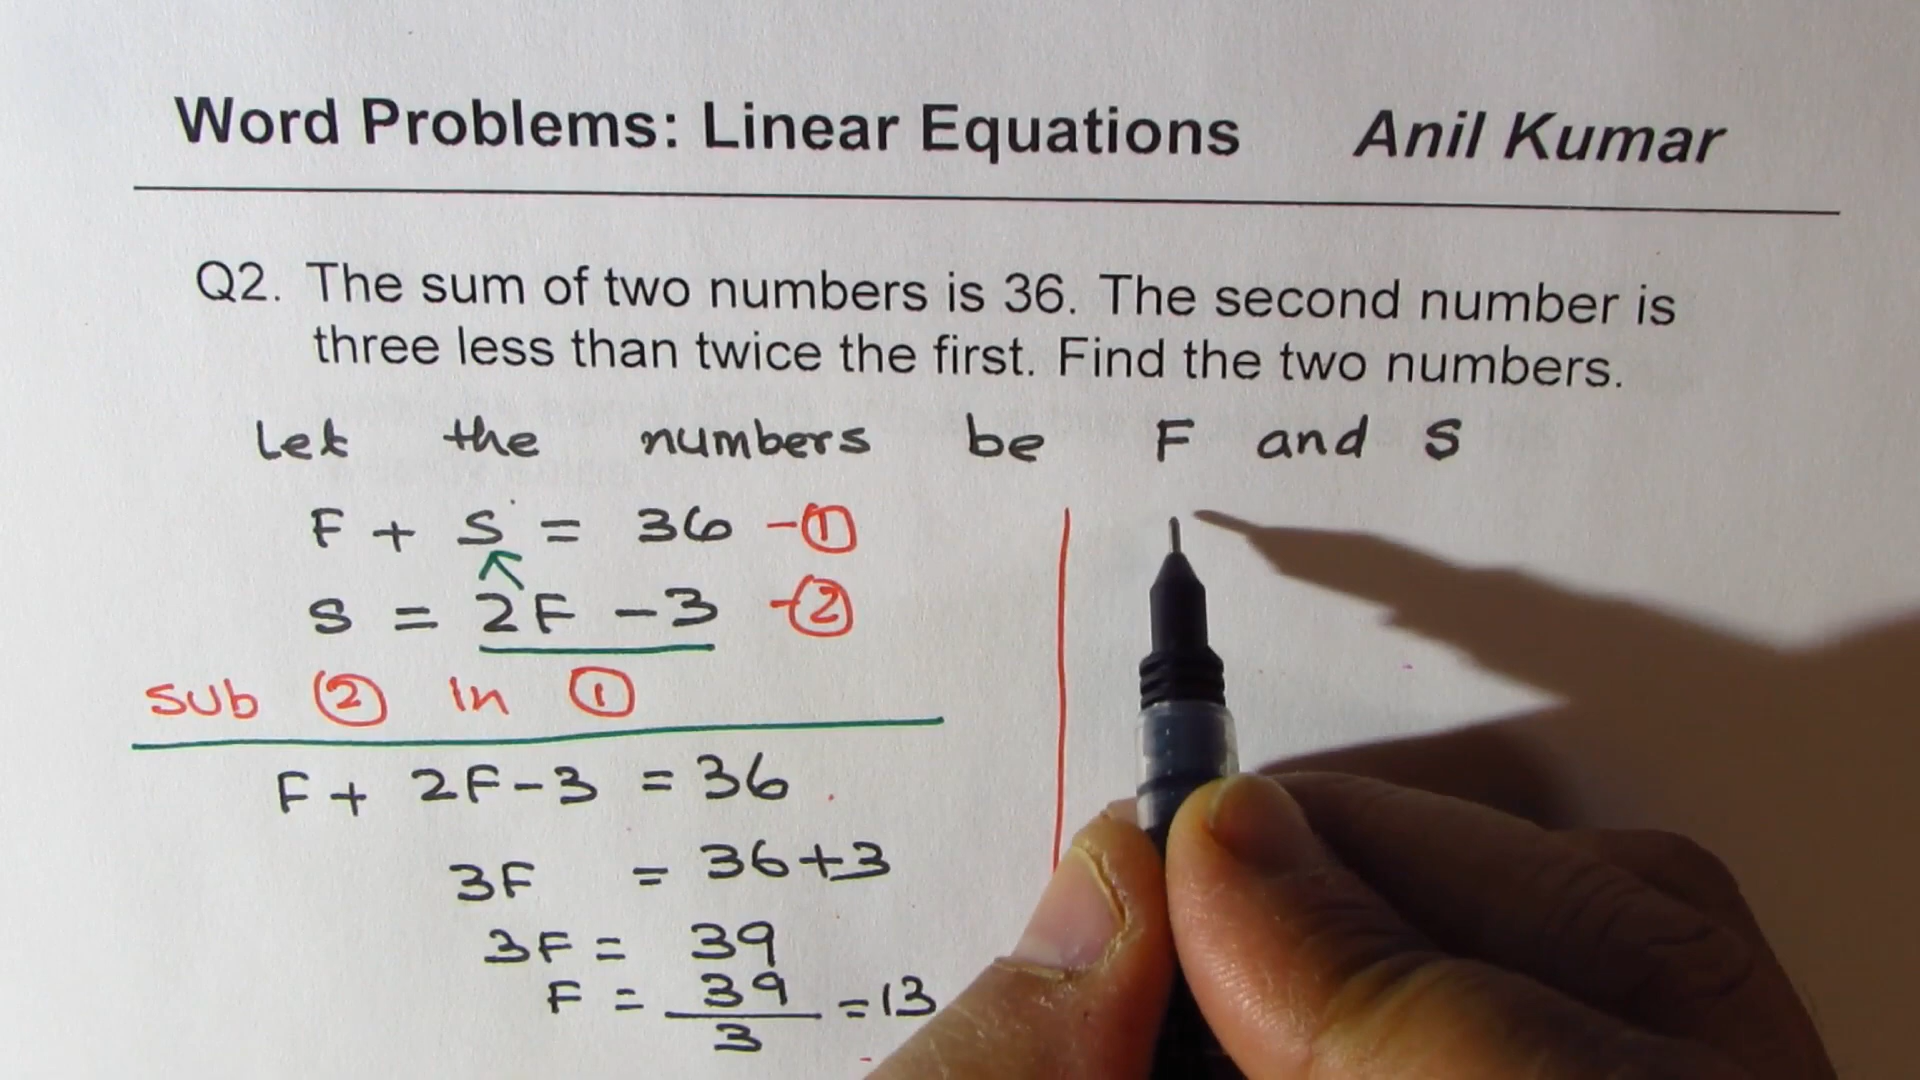 Word Problems: Linear Equations Anil Kumar
Q2. The sum of two numbers is 36. The second number is
three less than twice the first. Find the two numbers.
Let the numbers be F and S
F + S = 36 -①
S = 2F - 3 -②
Sub ② in ①
F + 2F - 3 = 36
3F = 36+3
3F = 39
F = 39/3 = 13